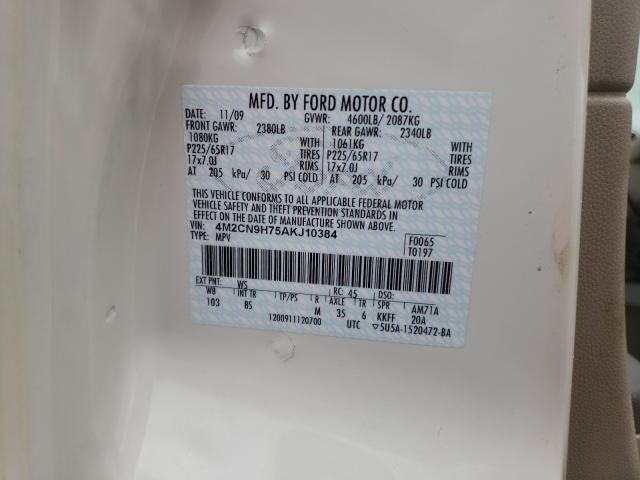 MFD. BY FORD MOTOR CO.
DATE: 11/09 GVWR: 4600LB/ 2087KG
FRONT GAWR: 2380LB REAR GAWR: 2340LB
1080KG WITH 1061KG WITH
P225/65R17 TIRES P225/65R17 TIRES
17x7.0J RIMS 17x7.0J RIMS
AT 205 kPa/ 30 PSI COLD AT 205 kPa/ 30 PSI COLD
THIS VEHICLE CONFORMS TO ALL APPLICABLE FEDERAL MOTOR
VEHICLE SAFETY AND THEFT PREVENTION STANDARDS IN
EFFECT ON THE DATE OF MANUFACTURE SHOWN ABOVE.
VIN: 4M2CN9H75AKJ10384 F0065
TYPE: MPV T0197
EXT PNT: WS RC: 45 DSO:
WB INT TR TP/PS R AXLE TR SPR AM71A
103 BS M 35 6 KKFF 20A
1200911120700 UTC ▽5U5A-1520472-BA